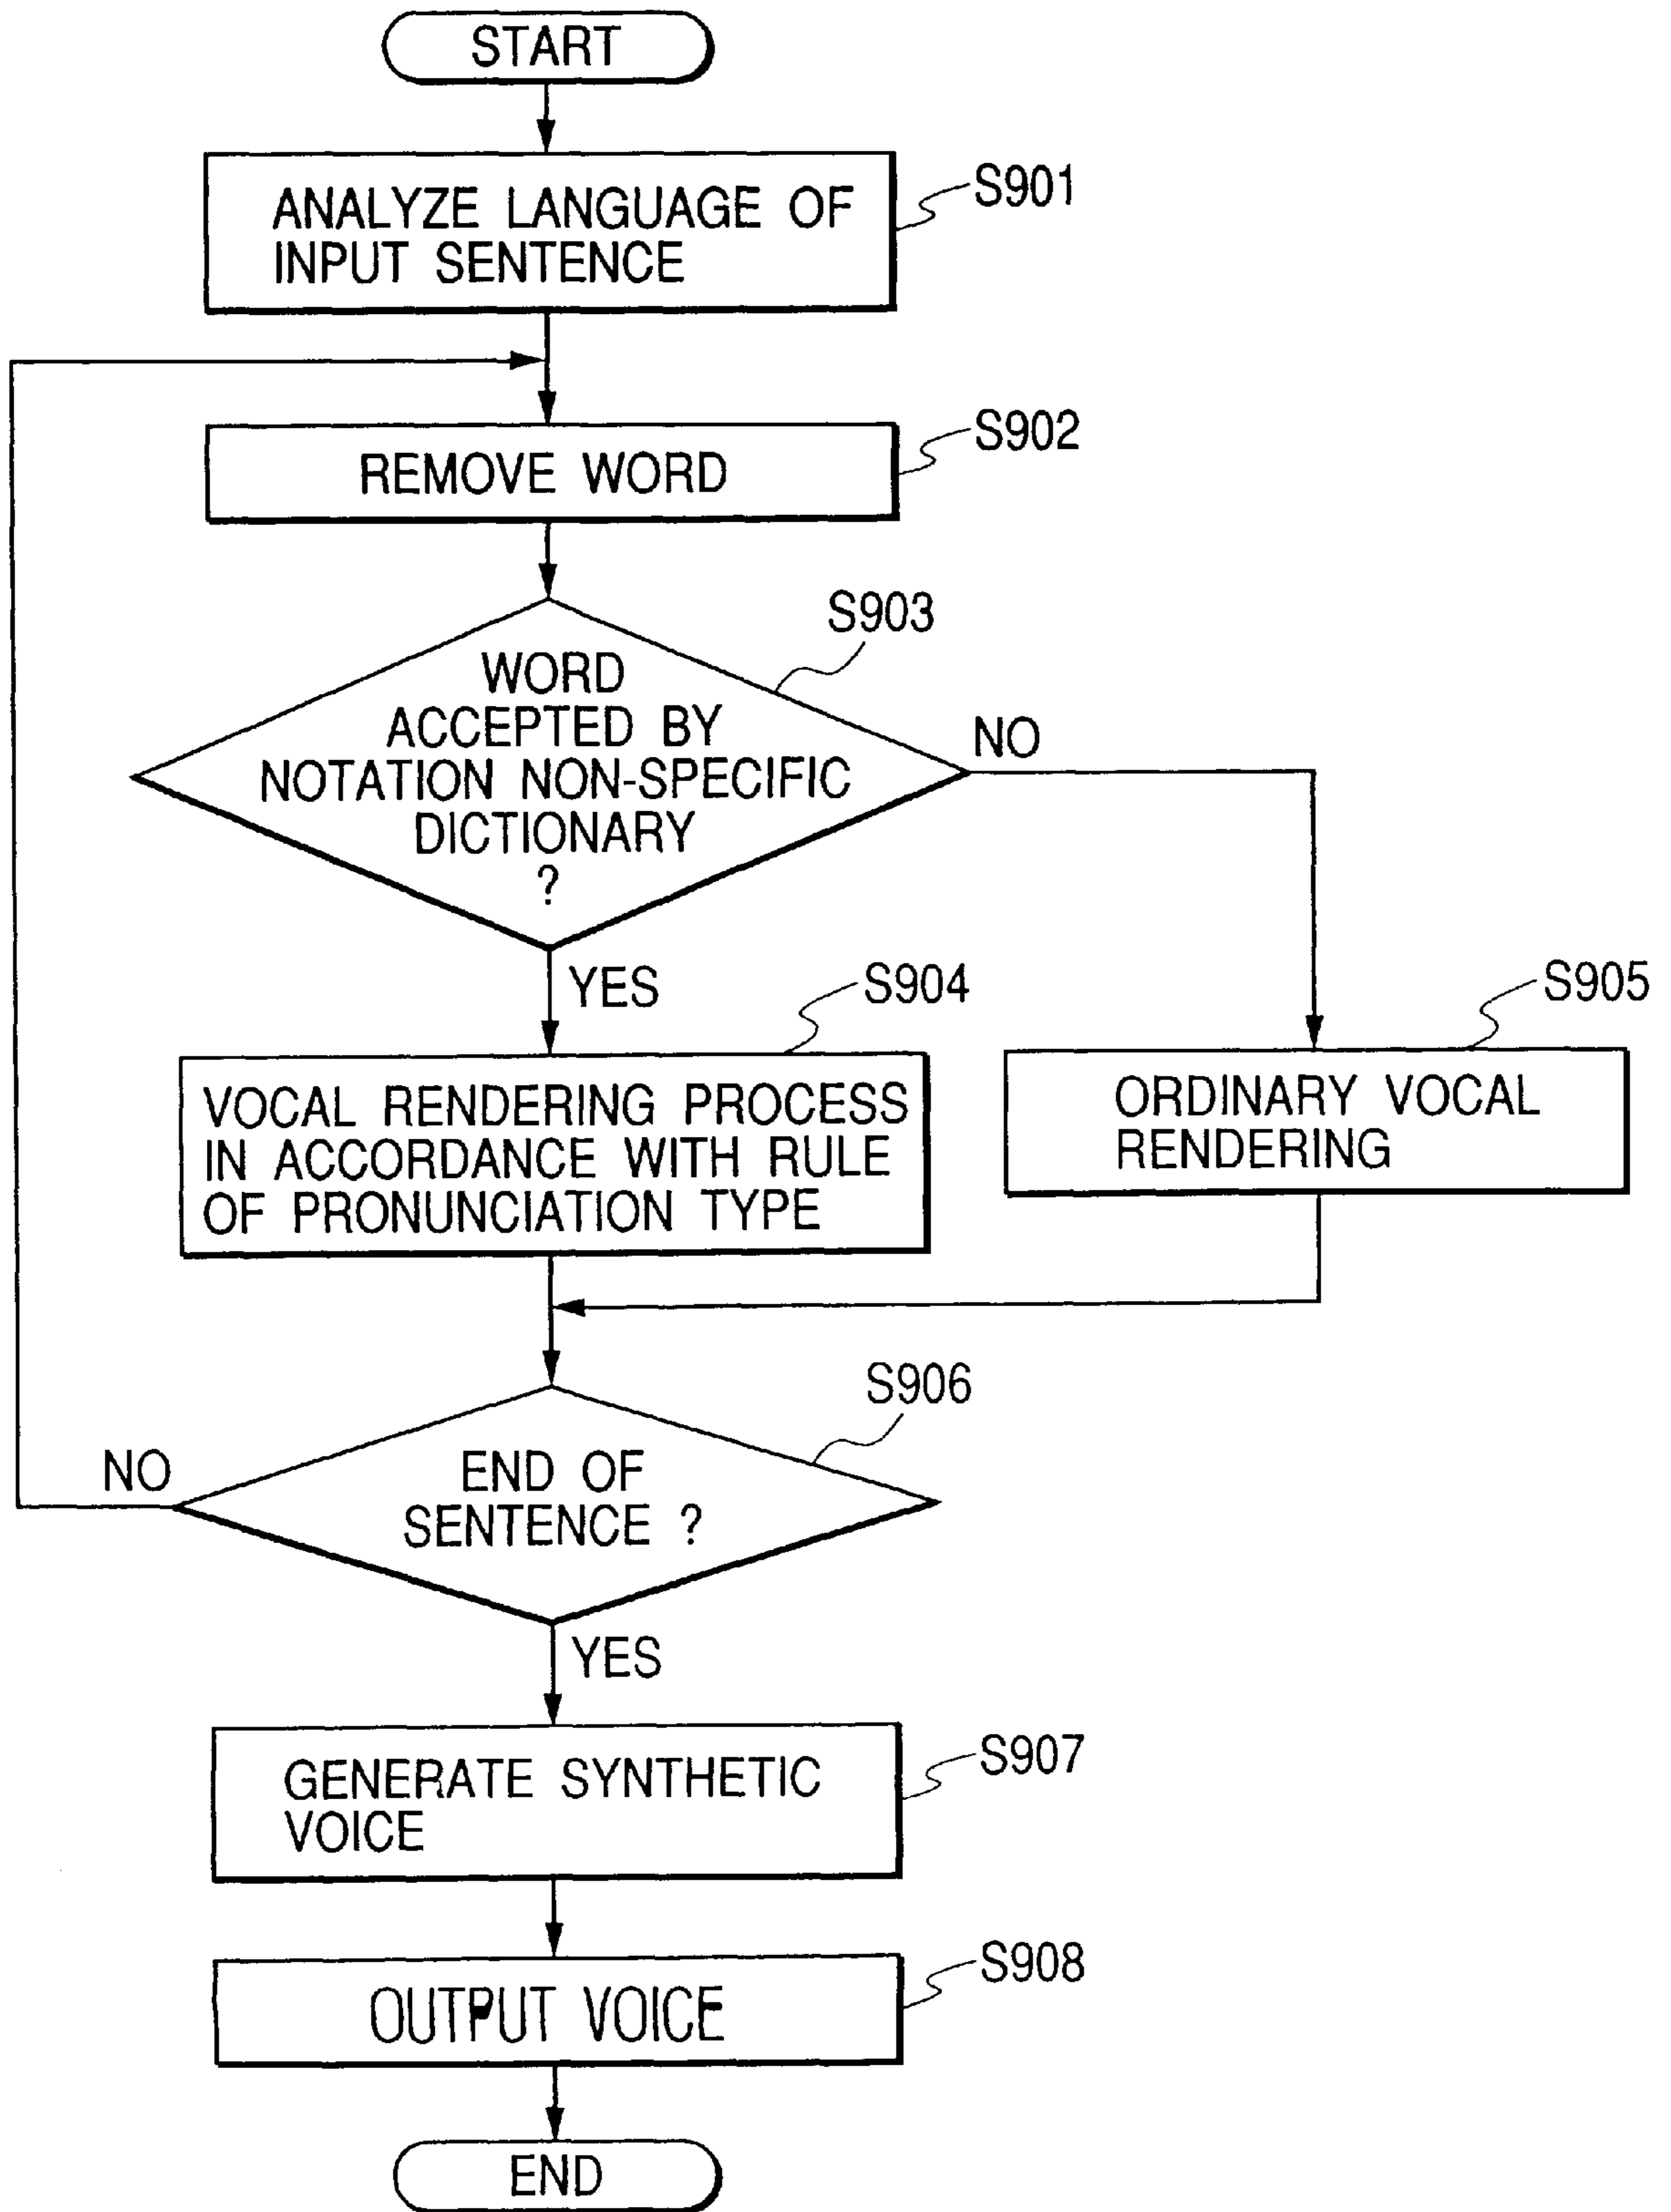 START
ANALYZE LANGUAGE OF
INPUT SENTENCE
S901
REMOVE WORD
S902
WORD
ACCEPTED BY
NOTATION NON-SPECIFIC
DICTIONARY
?
S903
NO
YES
S904
VOCAL RENDERING PROCESS
IN ACCORDANCE WITH RULE
OF PRONUNCIATION TYPE
S905
ORDINARY VOCAL
RENDERING
S906
NO
END OF
SENTENCE ?
YES
GENERATE SYNTHETIC
VOICE
S907
OUTPUT VOICE
S908
END